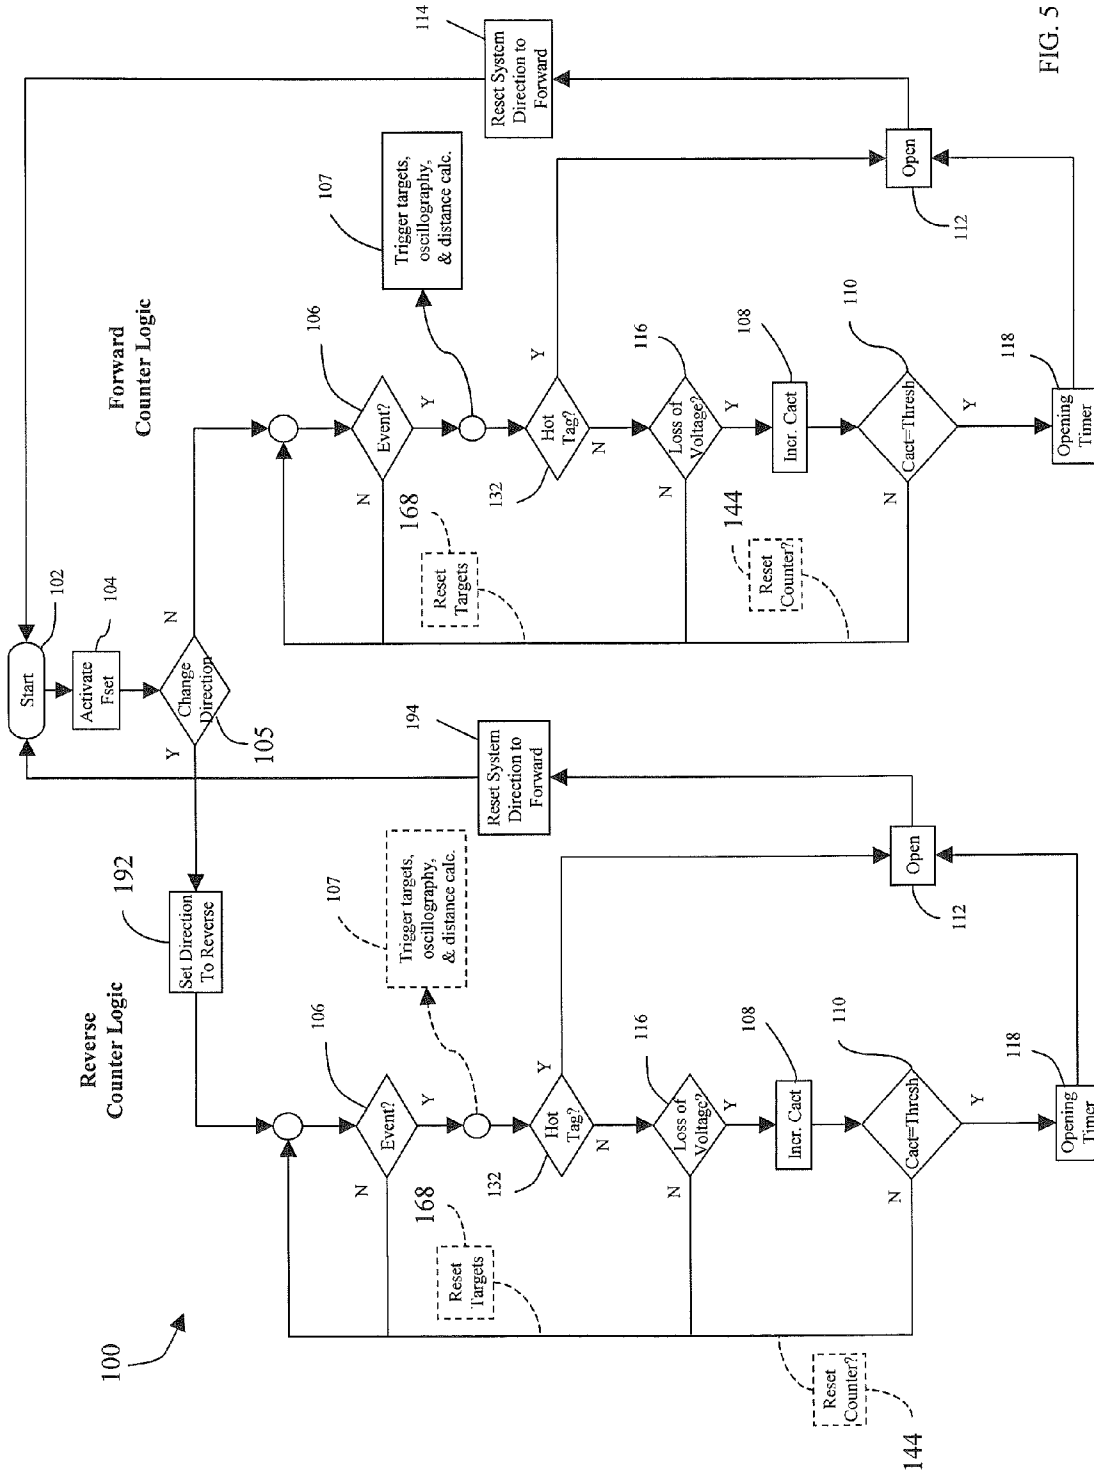 100
Reverse
Counter Logic
Forward
Counter Logic
Start
102
Activate
Fset
104
Change
Direction
105
Y
N
Set Direction
To Reverse
192
Event?
106
N
Y
Trigger targets,
oscillography,
& distance calc.
107
Hot
Tag?
132
Y
N
Reset
Targets
168
Loss of
Voltage?
116
N
Y
Incr. Cact
108
Cact=Thresh
110
N
Y
Reset
Counter?
144
Opening
Timer
118
Open
112
Reset System
Direction to
Forward
194
Event?
106
N
Y
Trigger targets,
oscillography,
& distance calc.
107
Hot
Tag?
132
Y
N
Reset
Targets
168
Loss of
Voltage?
116
N
Y
Incr. Cact
108
Cact=Thresh
110
N
Y
Reset
Counter?
144
Opening
Timer
118
Open
112
Reset System
Direction to
Forward
114
FIG. 5